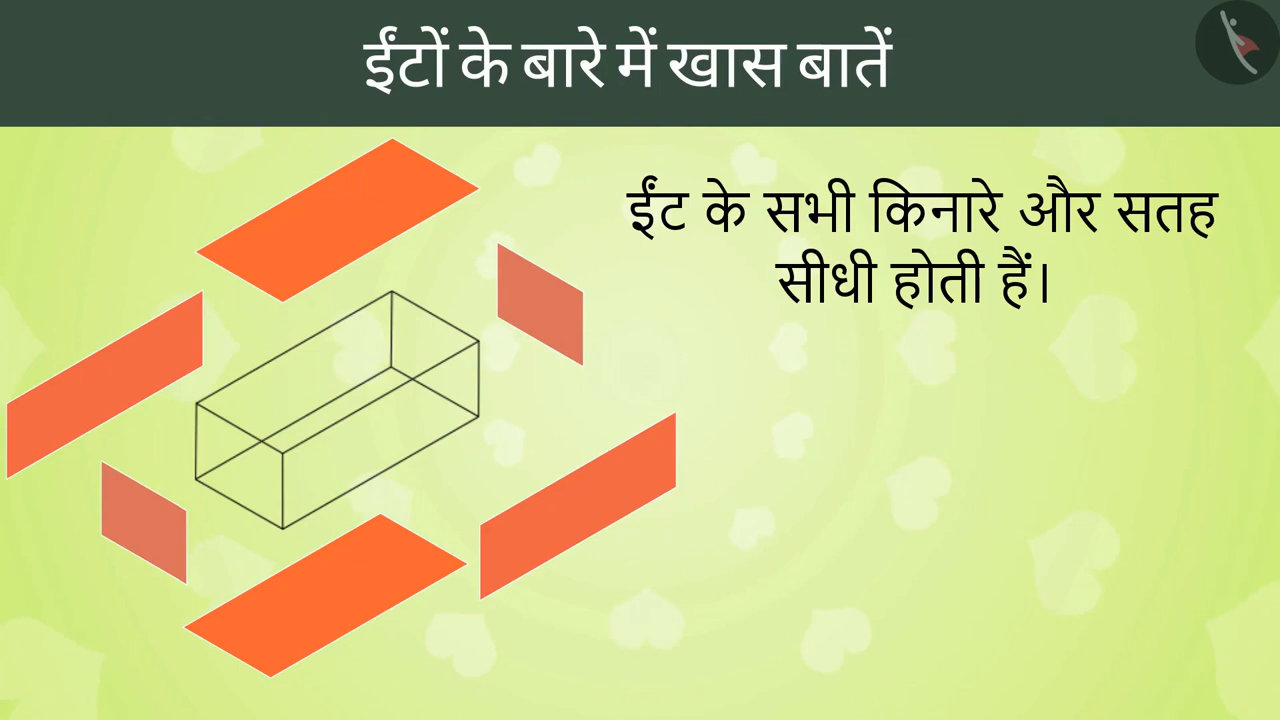 ईंटों के बारे में खास बातें
ईंट के सभी किनारे और सतह
सीधी होती हैं।